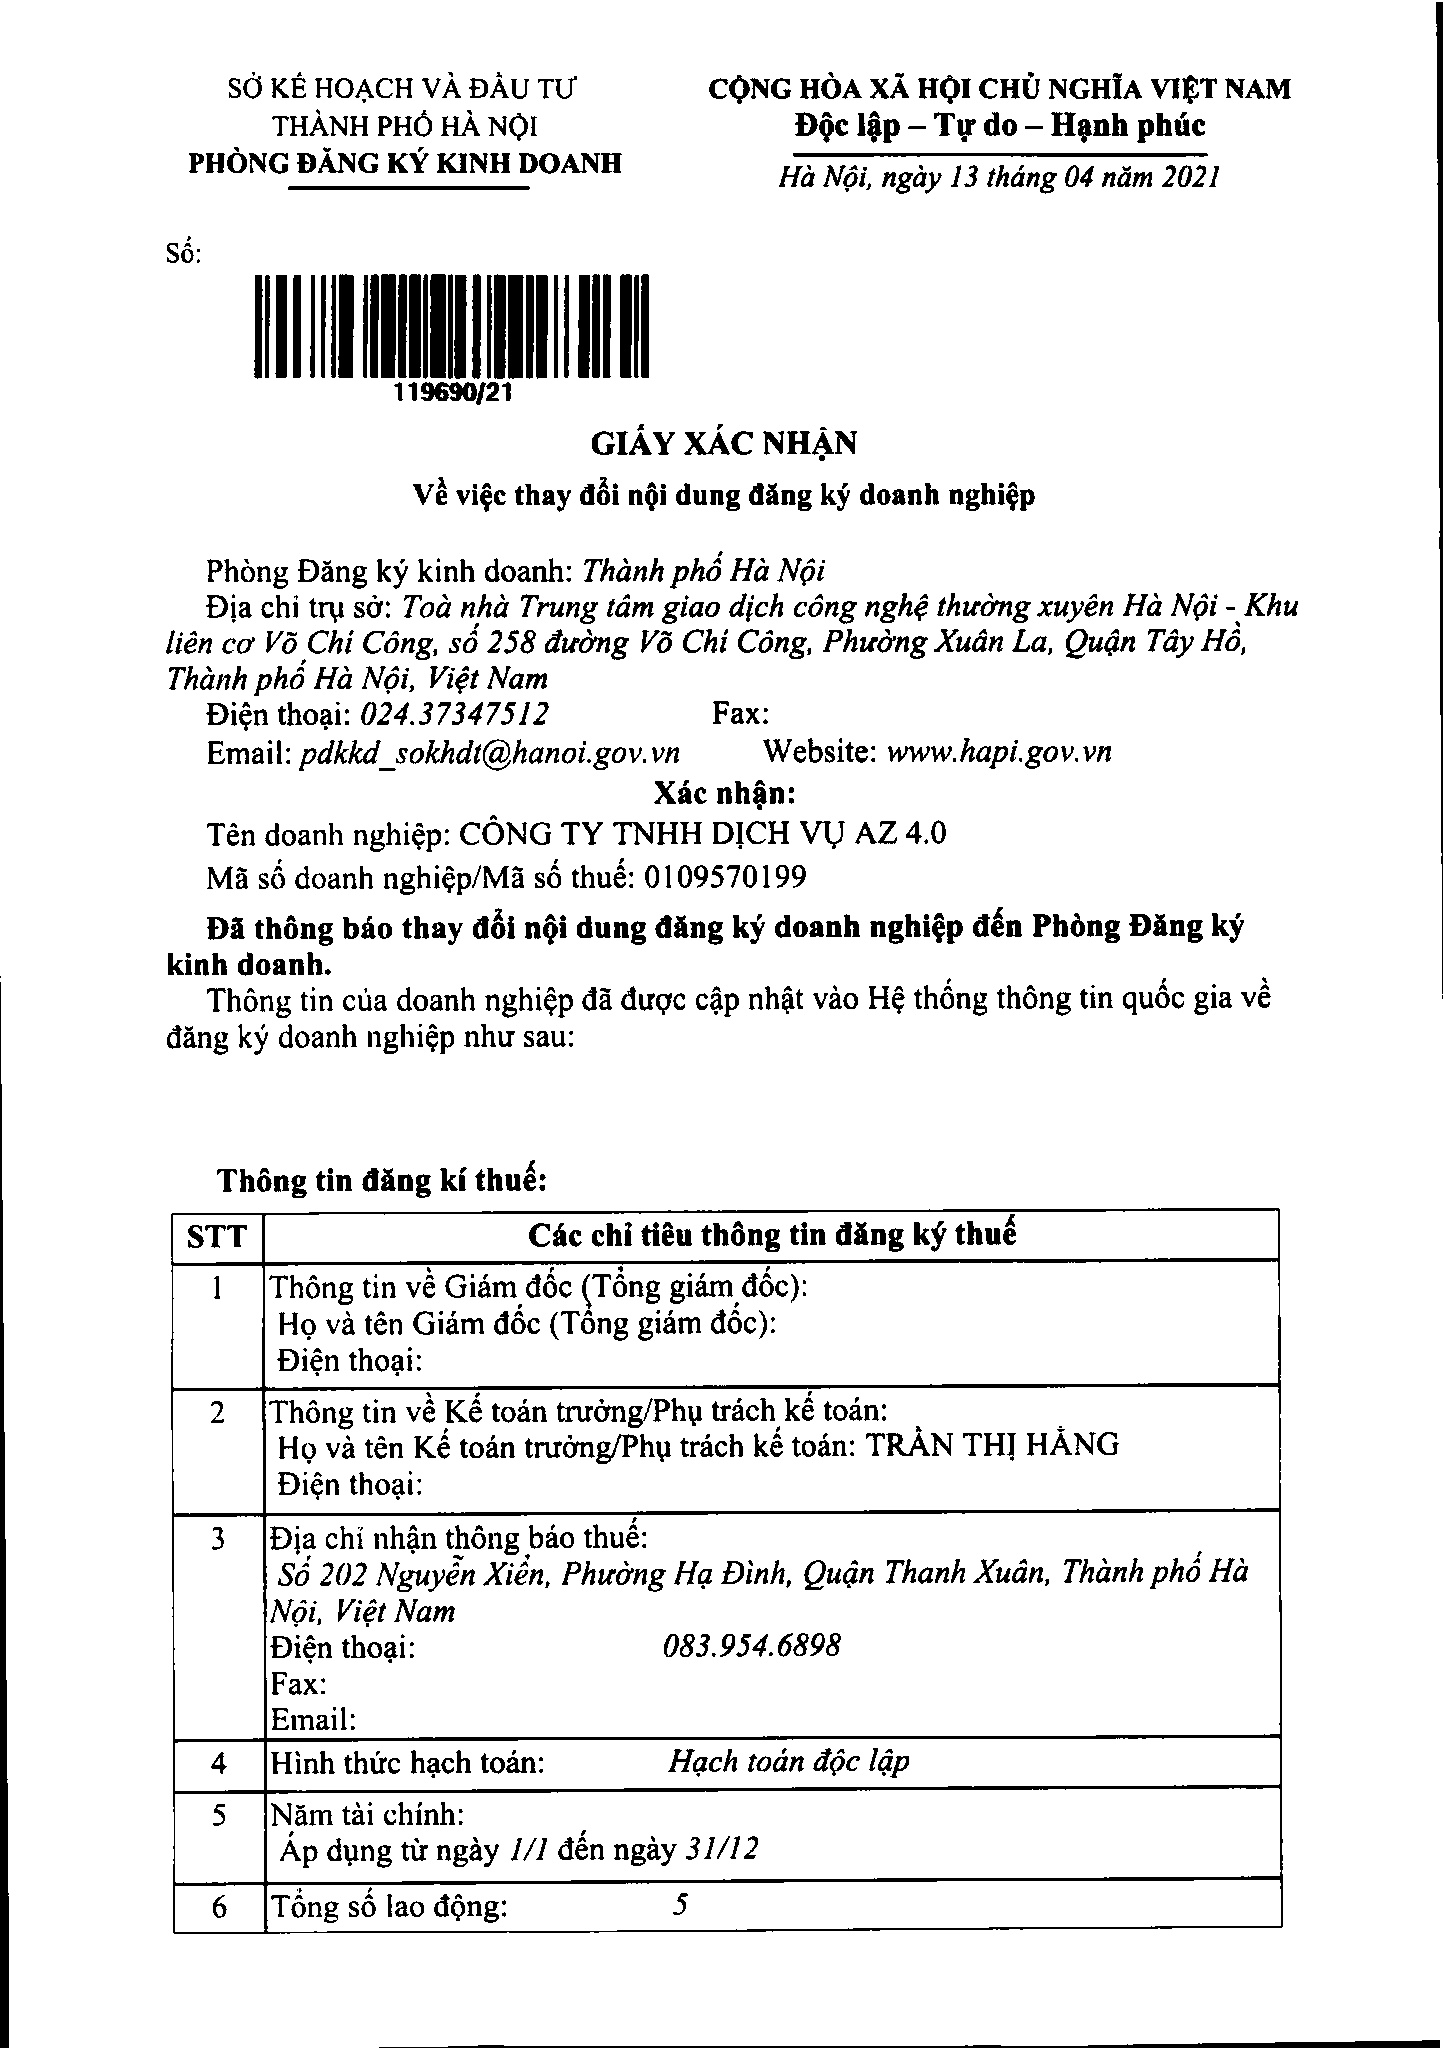 SỞ KẾ HOẠCH VÀ ĐẦU TƯ
THÀNH PHỐ HÀ NỘI
PHÒNG ĐĂNG KÝ KINH DOANH
CỘNG HÒA XÃ HỘI CHỦ NGHĨA VIỆT NAM
Độc lập – Tự do – Hạnh phúc
Hà Nội, ngày 13 tháng 04 năm 2021
Số:
119690/21
GIẤY XÁC NHẬN
Về việc thay đổi nội dung đăng ký doanh nghiệp
Phòng Đăng ký kinh doanh: Thành phố Hà Nội
Địa chỉ trụ sở: Toà nhà Trung tâm giao dịch công nghệ thường xuyên Hà Nội - Khu
liên cơ Võ Chí Công, số 258 đường Võ Chí Công, Phường Xuân La, Quận Tây Hồ,
Thành phố Hà Nội, Việt Nam
Điện thoại: 024.37347512 Fax:
Email: pdkkd_sokhdt@hanoi.gov.vn Website: www.hapi.gov.vn
Xác nhận:
Tên doanh nghiệp: CÔNG TY TNHH DỊCH VỤ AZ 4.0
Mã số doanh nghiệp/Mã số thuế: 0109570199
Đã thông báo thay đổi nội dung đăng ký doanh nghiệp đến Phòng Đăng ký
kinh doanh.
Thông tin của doanh nghiệp đã được cập nhật vào Hệ thống thông tin quốc gia về
đăng ký doanh nghiệp như sau:
Thông tin đăng kí thuế:
STT Các chỉ tiêu thông tin đăng ký thuế
1 Thông tin về Giám đốc (Tổng giám đốc):
Họ và tên Giám đốc (Tổng giám đốc):
Điện thoại:
2 Thông tin về Kế toán trưởng/Phụ trách kế toán:
Họ và tên Kế toán trưởng/Phụ trách kế toán: TRẦN THỊ HẰNG
Điện thoại:
3 Địa chỉ nhận thông báo thuế:
Số 202 Nguyễn Xiển, Phường Hạ Đình, Quận Thanh Xuân, Thành phố Hà
Nội, Việt Nam
Điện thoại: 083.954.6898
Fax:
Email:
4 Hình thức hạch toán: Hạch toán độc lập
5 Năm tài chính:
Áp dụng từ ngày 1/1 đến ngày 31/12
6 Tổng số lao động: 5